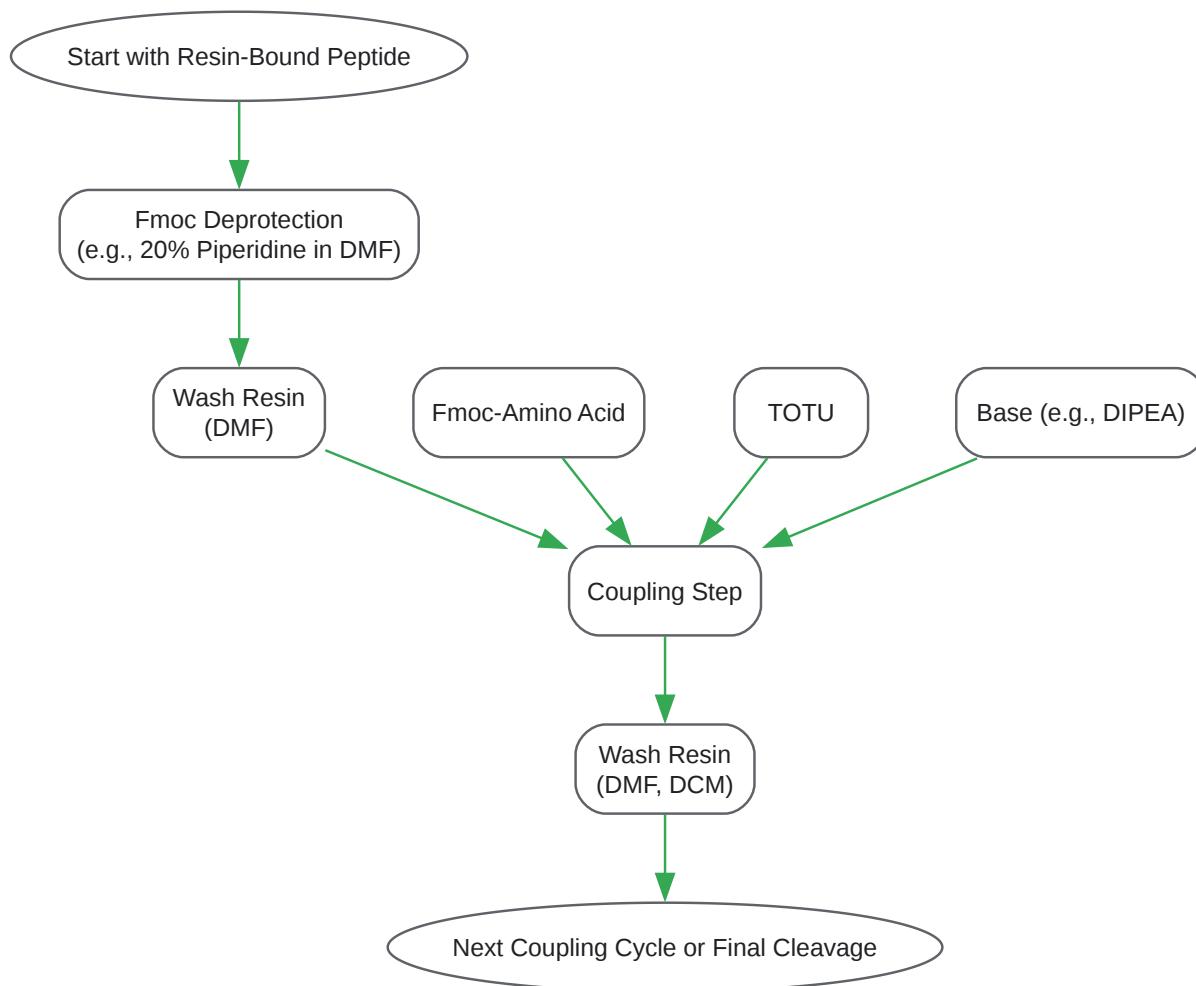 Start with Resin-Bound Peptide
Fmoc Deprotection
(e.g., 20% Piperidine in DMF)
Wash Resin
(DMF)
Fmoc-Amino Acid
TOTU
Base (e.g., DIPEA)
Coupling Step
Wash Resin
(DMF, DCM)
Next Coupling Cycle or Final Cleavage